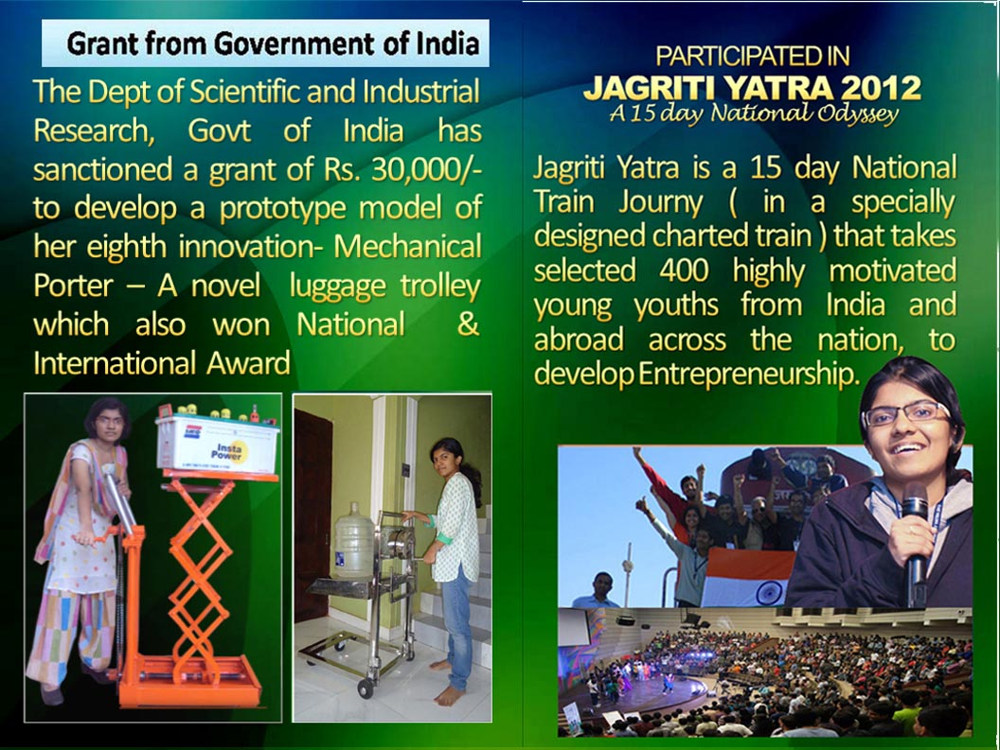 Grant from Government of India
The Dept of Scientific and Industrial
Research, Govt of India has
sanctioned a grant of Rs. 30,000/-
to develop a prototype model of
her eighth innovation- Mechanical
Porter – A novel luggage trolley
which also won National &
International Award
Insta
Power
PARTICIPATED IN
JAGRITI YATRA 2012
A 15 day National Odyssey
Jagriti Yatra is a 15 day National
Train Journy ( in a specially
designed charted train ) that takes
selected 400 highly motivated
young youths from India and
abroad across the nation, to
develop Entrepreneurship.